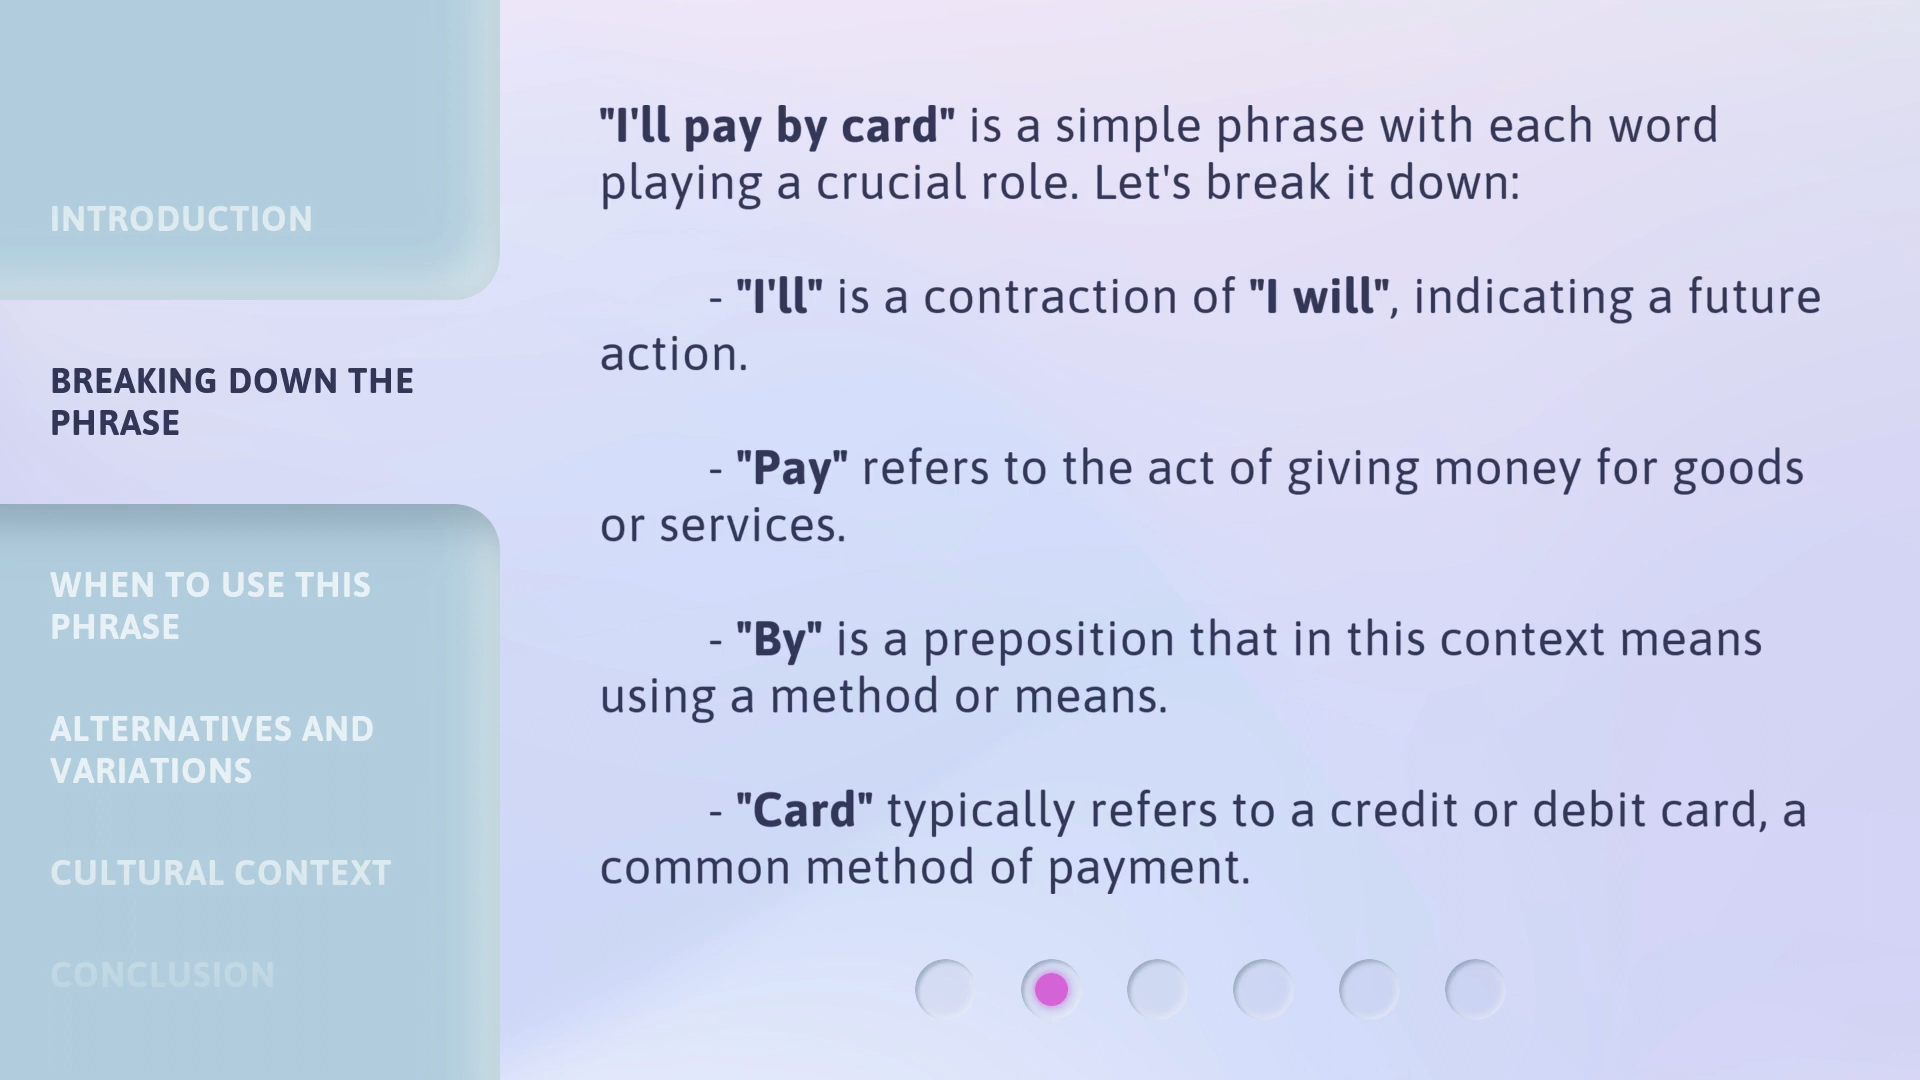 INTRODUCTION
BREAKING DOWN THE
PHRASE
WHEN TO USE THIS
PHRASE
ALTERNATIVES AND
VARIATIONS
CULTURAL CONTEXT
CONCLUSION
"I'll pay by card" is a simple phrase with each word
playing a crucial role. Let's break it down:
- "I'll" is a contraction of "I will", indicating a future
action.
- "Pay" refers to the act of giving money for goods
or services.
- "By" is a preposition that in this context means
using a method or means.
- "Card" typically refers to a credit or debit card, a
common method of payment.